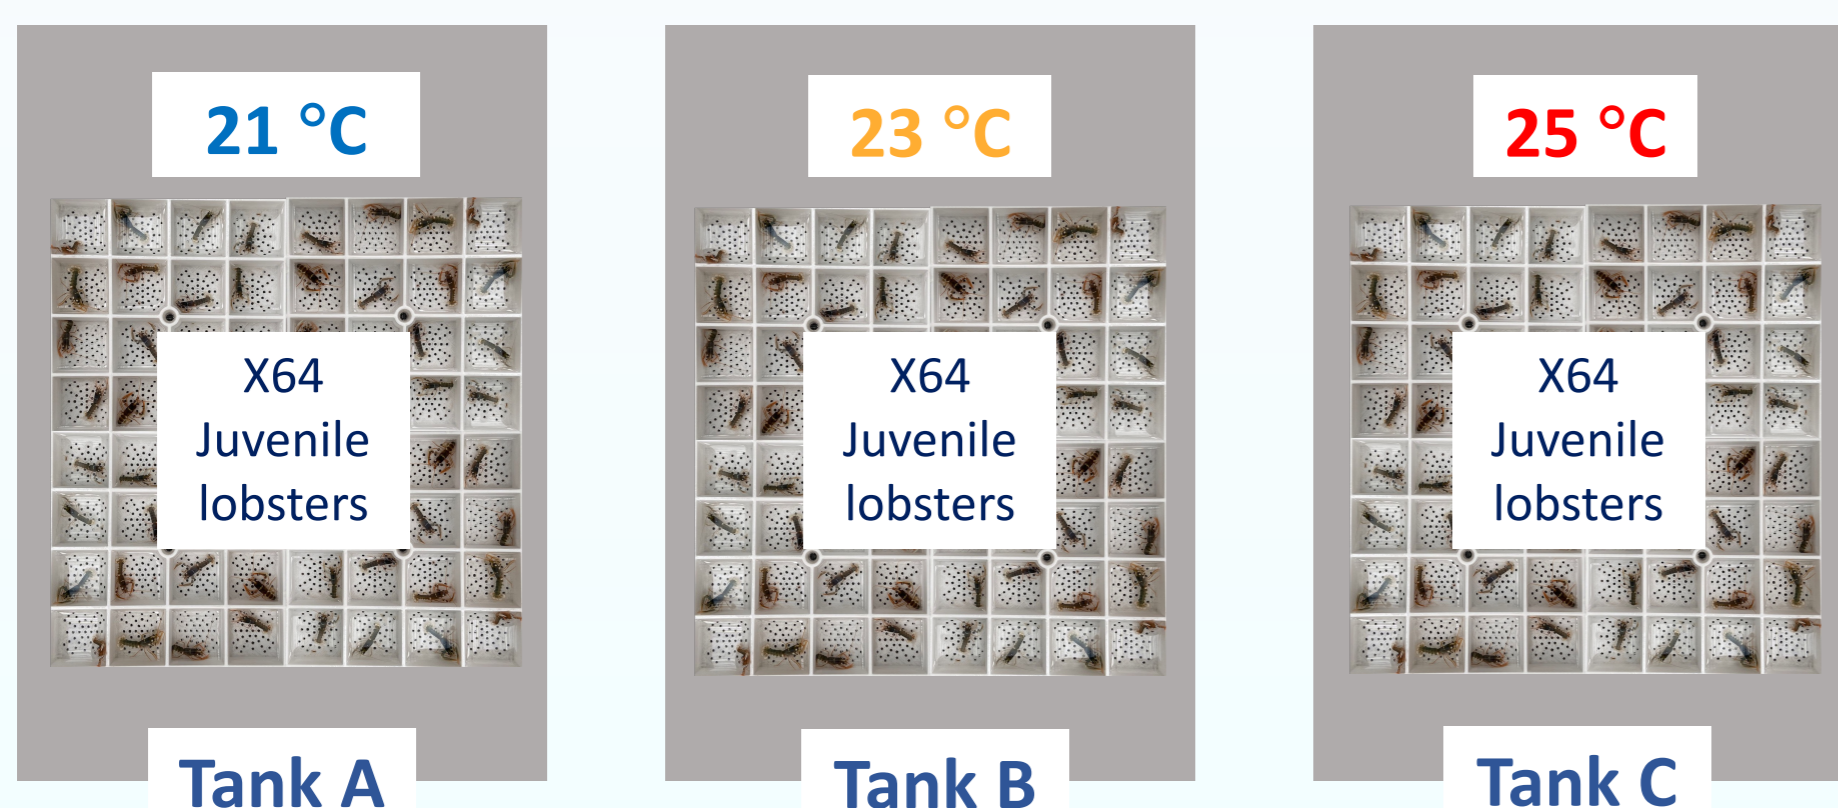 21 °C
X64
Juvenile
lobsters
Tank A
23 °C
X64
Juvenile
lobsters
Tank B
25 °C
X64
Juvenile
lobsters
Tank C